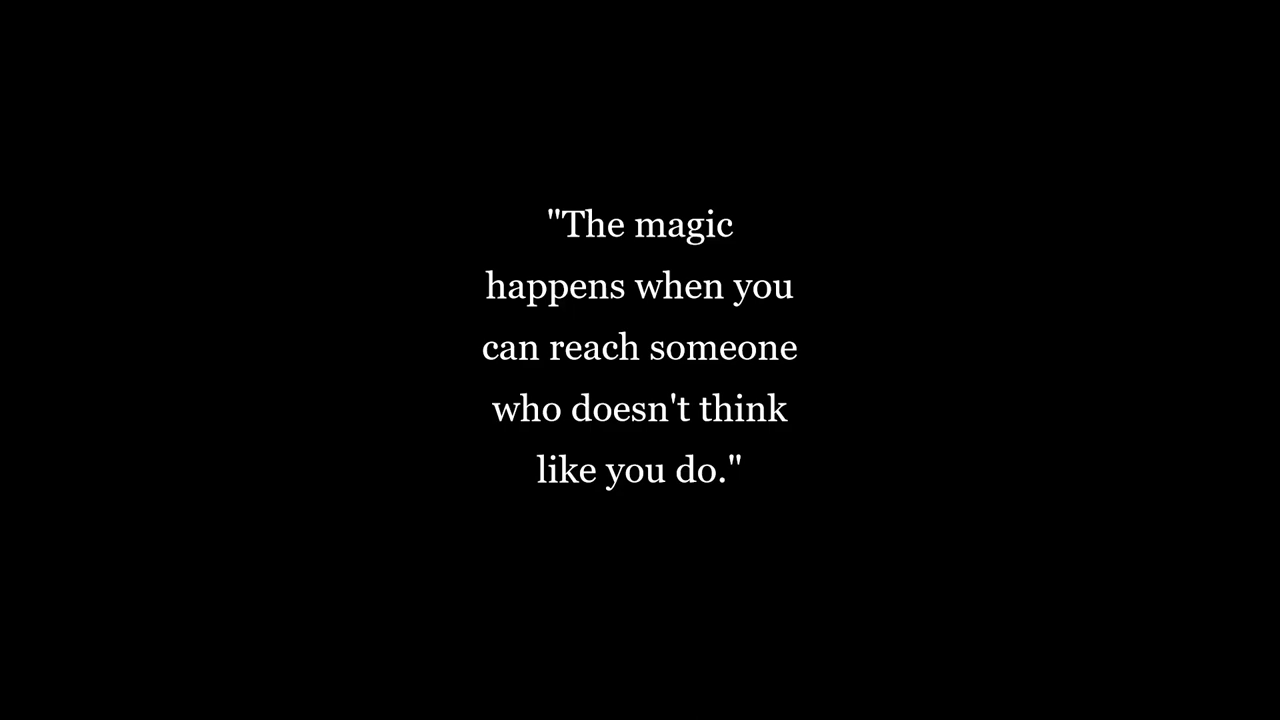 "The magic
happens when you
can reach someone
who doesn't think
like you do."